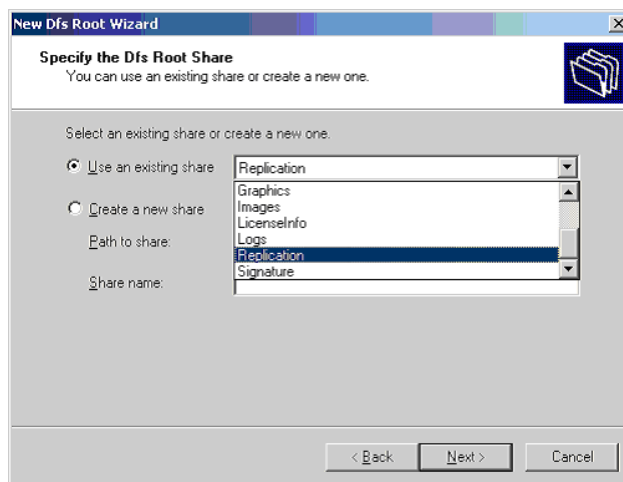 New Dfs Root Wizard
Specify the Dfs Root Share
You can use an existing share or create a new one.
Select an existing share or create a new one.
Use an existing share
Replication
Graphics
Images
LicenseInfo
Logs
Replication
Signature
Create a new share
Path to share:
Share name:
< Back
Next >
Cancel